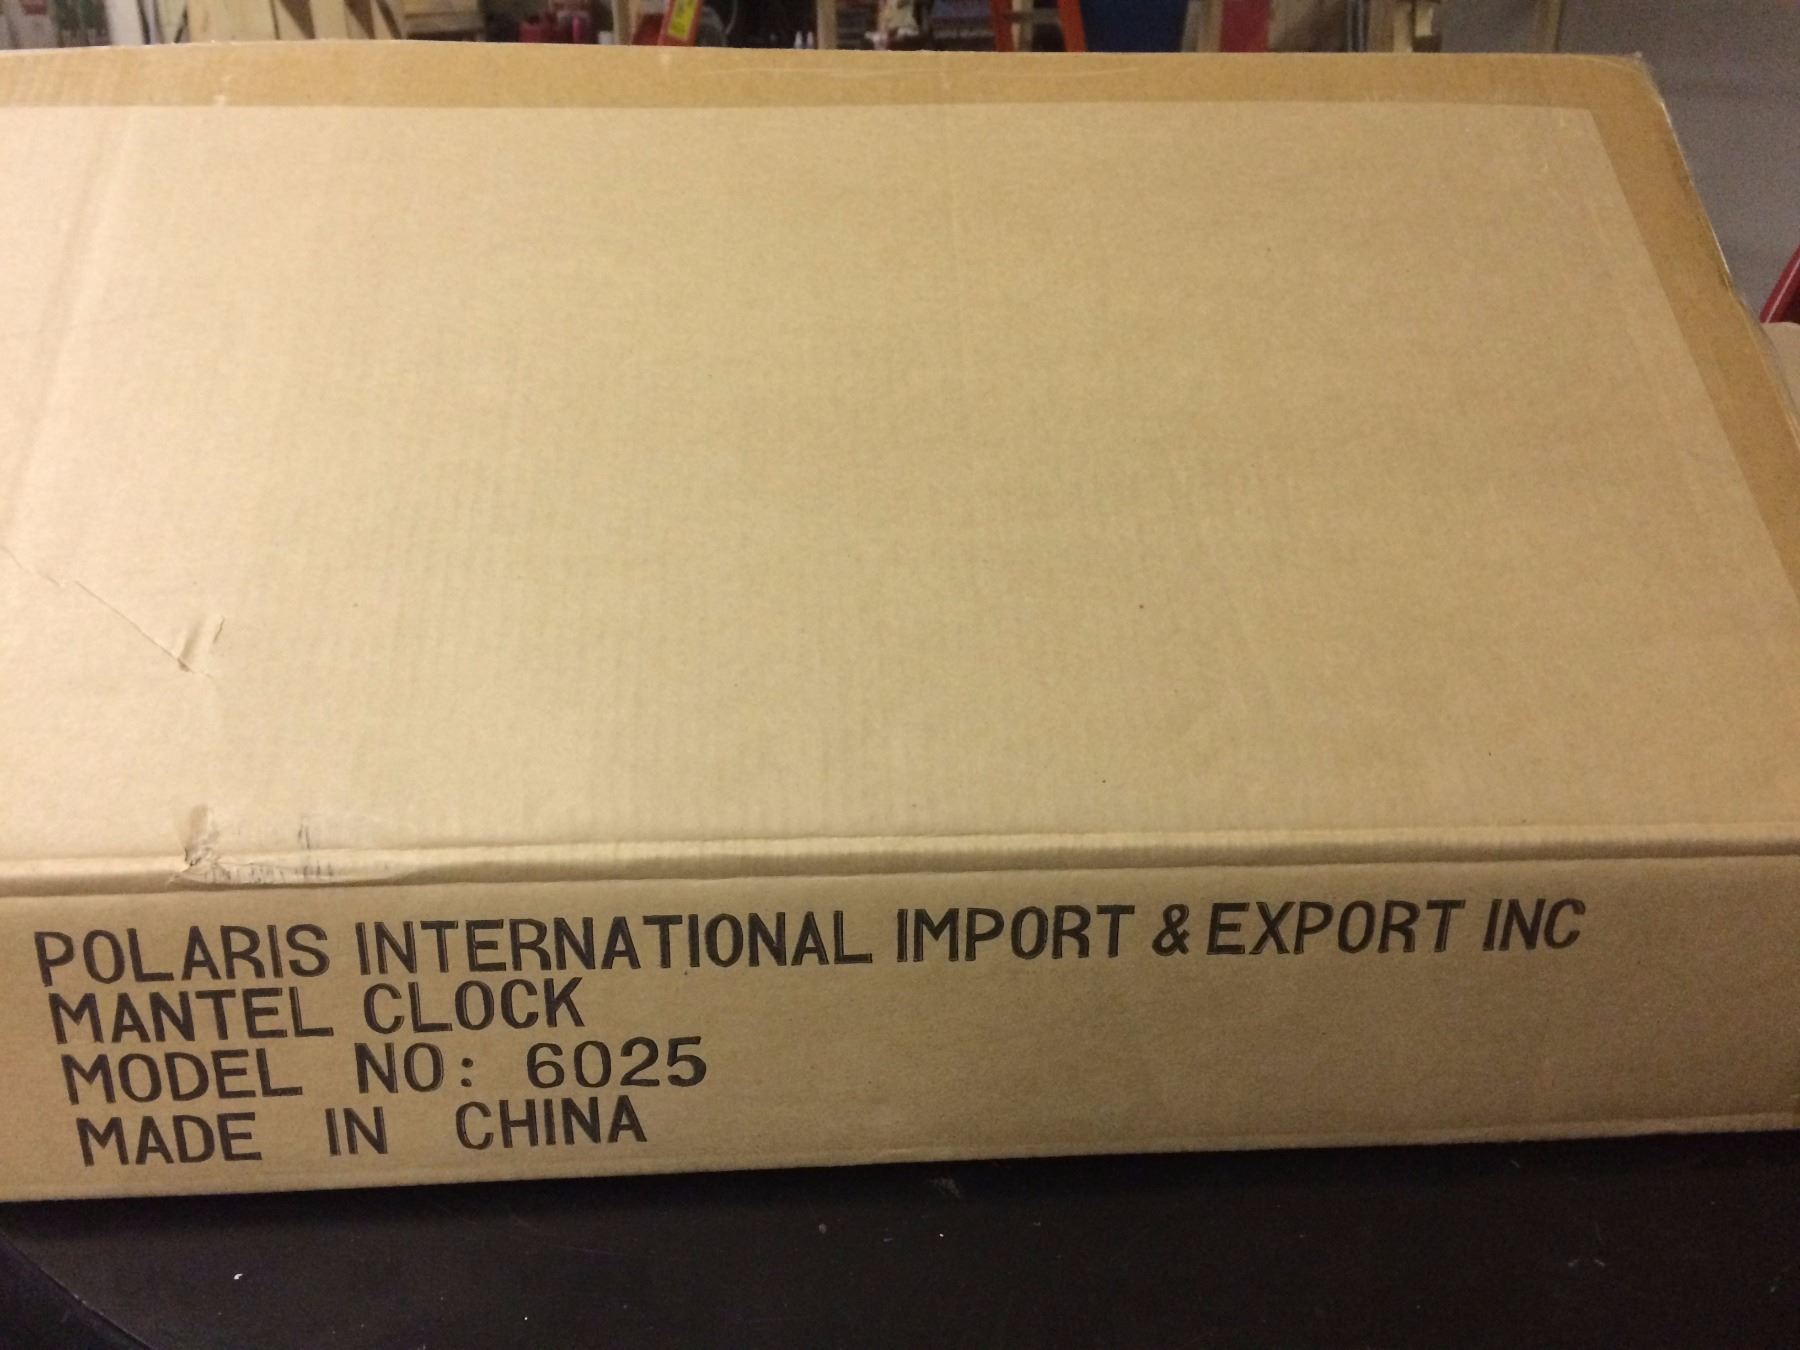 POLARIS INTERNATIONAL IMPORT & EXPORT INC
MANTEL CLOCK
MODEL NO: 6025
MADE IN CHINA